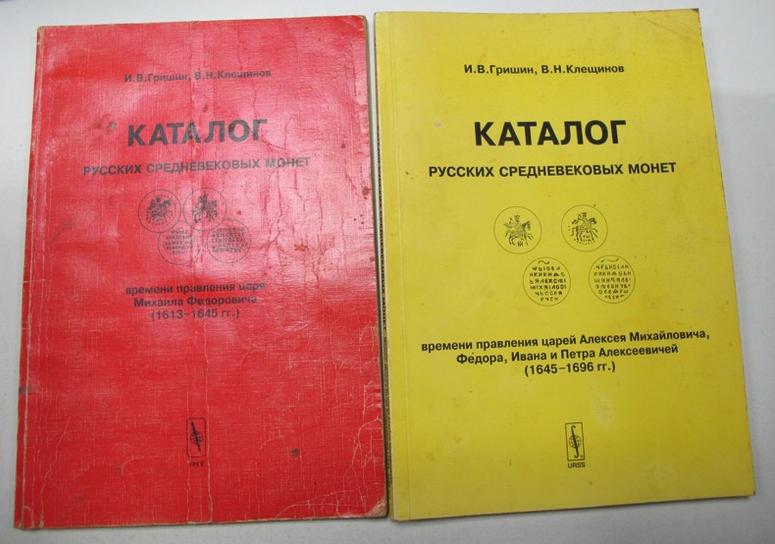 И.В.Гришин, В.Н.Клещинов
КАТАЛОГ
РУССКИХ СРЕДНЕВЕКОВЫХ МОНЕТ
времени правления царя
Михаила Федоровича
(1613-1645 гг.)
И.В.Гришин, В.Н.Клещинов
КАТАЛОГ
РУССКИХ СРЕДНЕВЕКОВЫХ МОНЕТ
времени правления царей Алексея Михайловича,
Федора, Ивана и Петра Алексеевичей
(1645-1696 гг.)
URSS